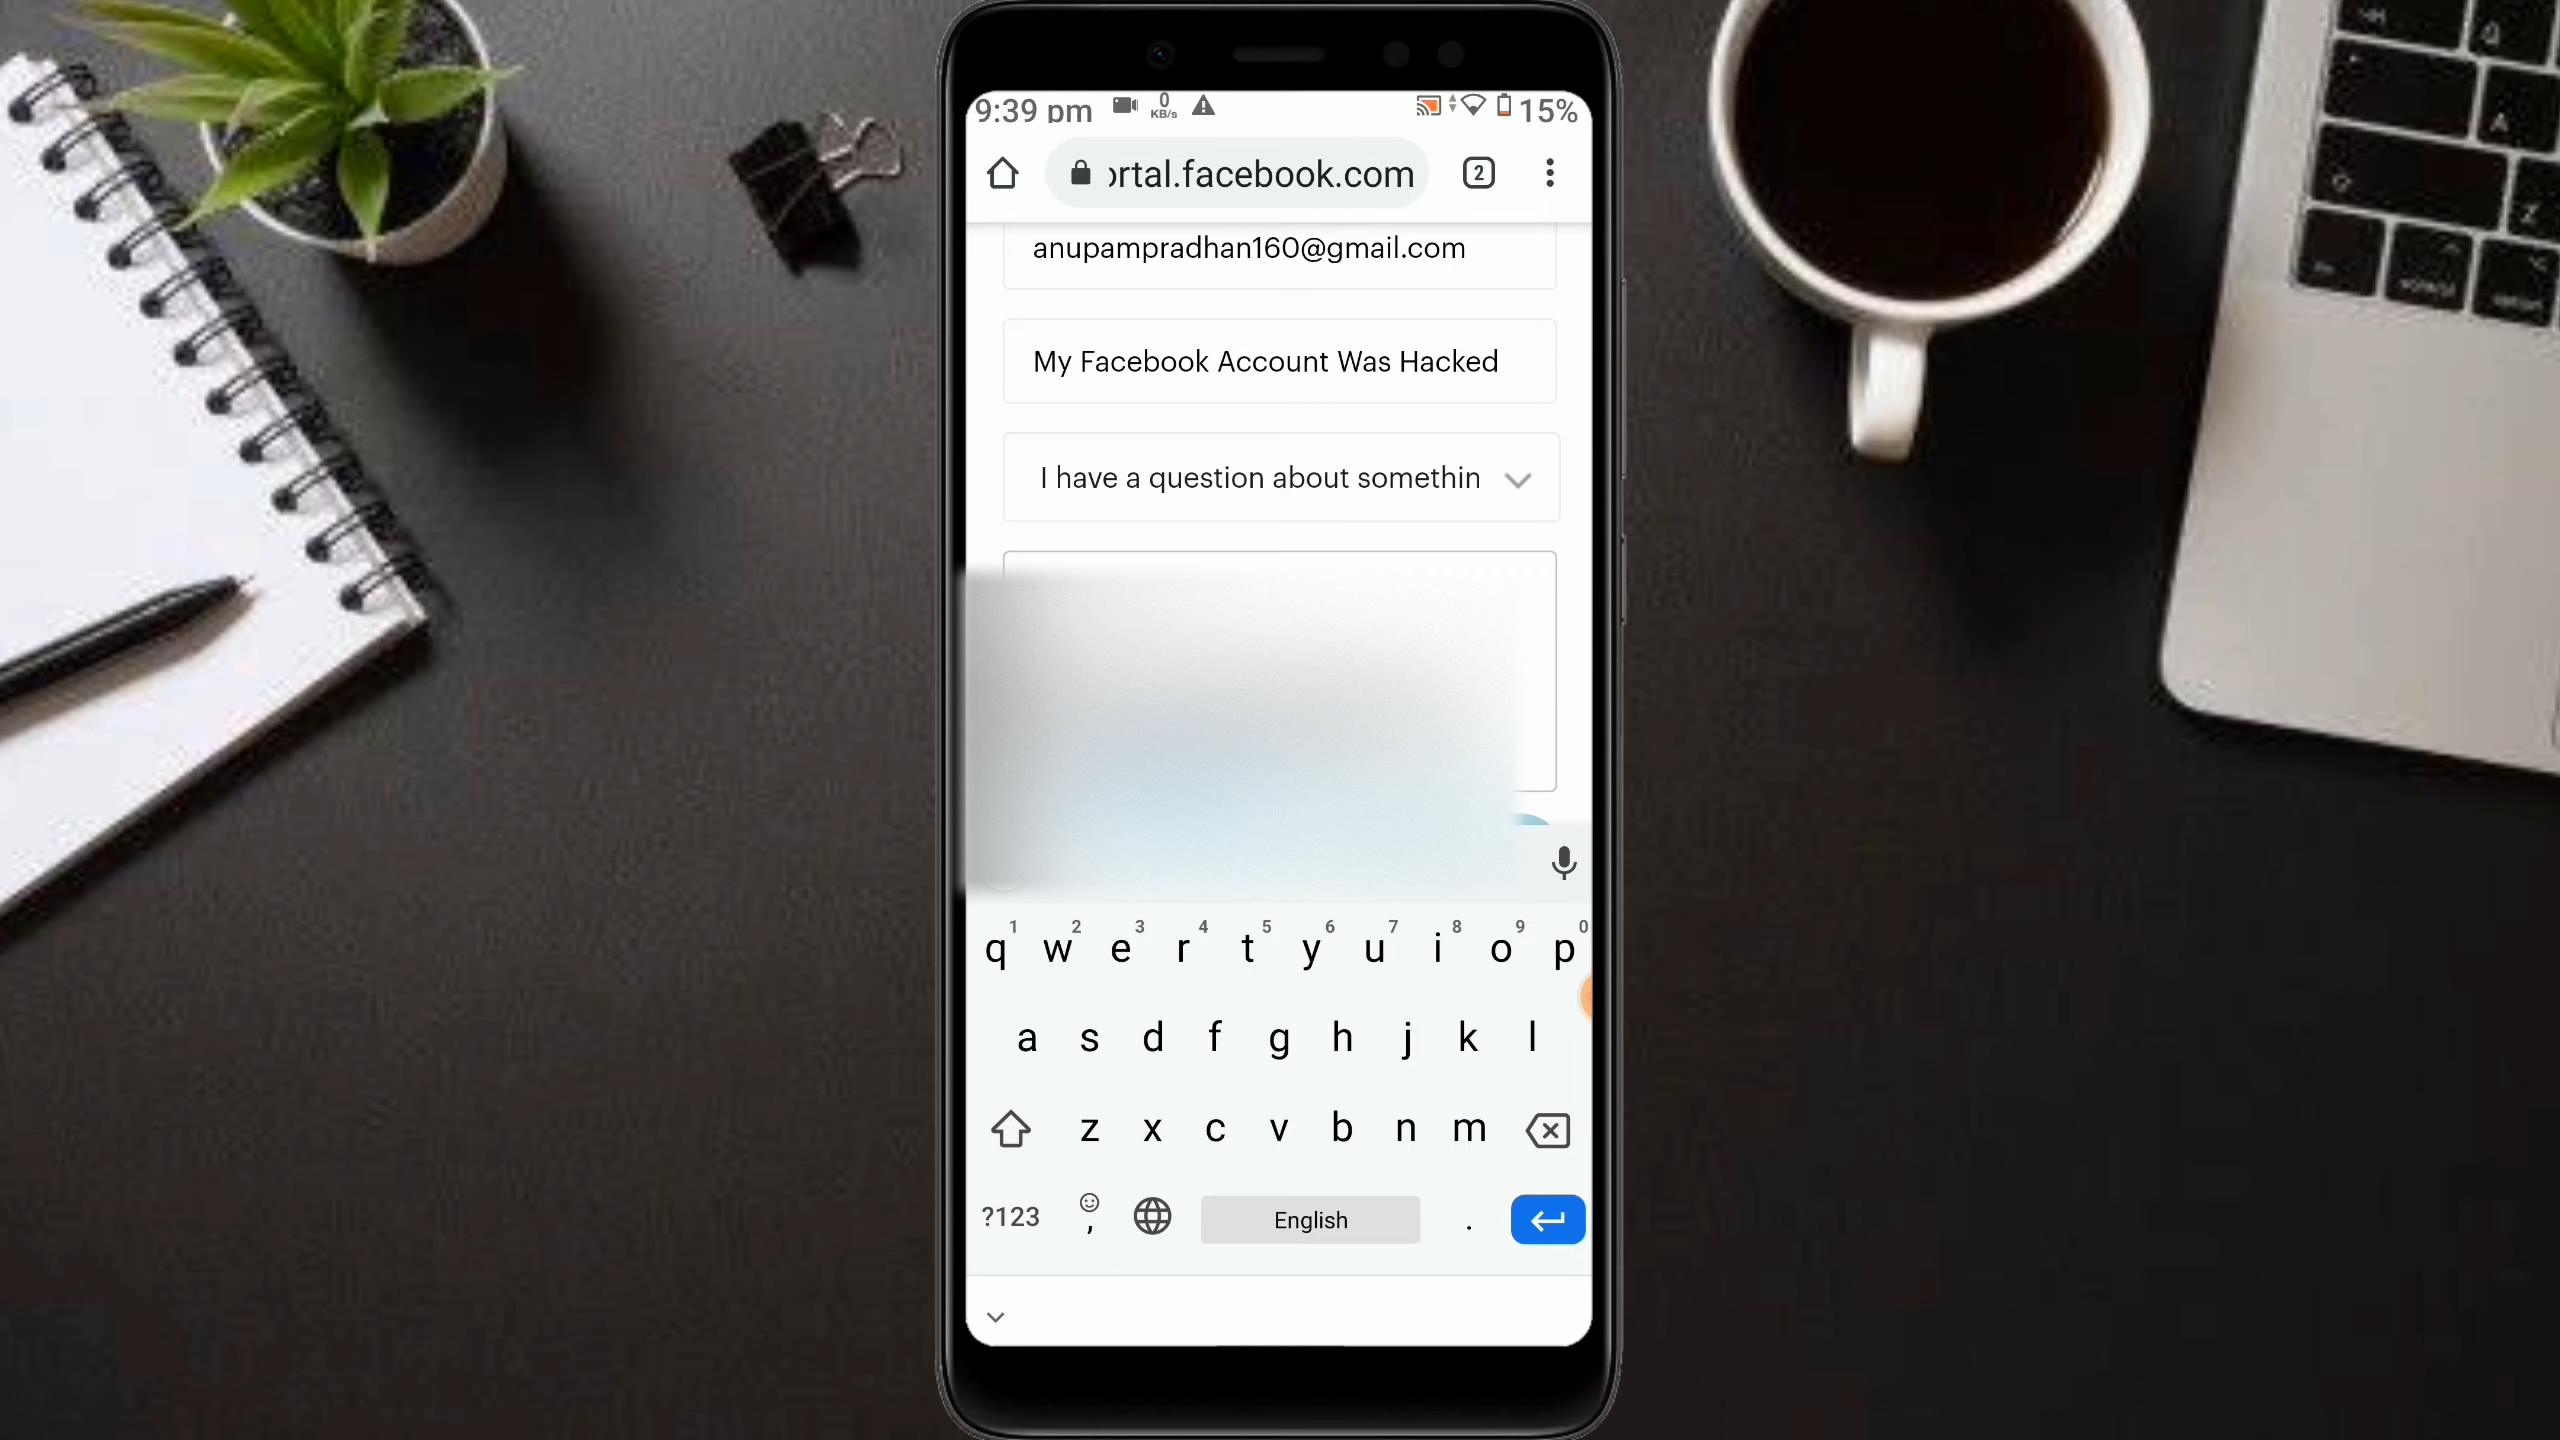 9:39 pm 0 KB/s 15%
ortal.facebook.com 2
anupampradhan160@gmail.com
My Facebook Account Was Hacked
I have a question about somethin
1 2 3 4 5 6 7 8 9 0
q w e r t y u i o p
a s d f g h j k l
z x c v b n m
?123 , English .